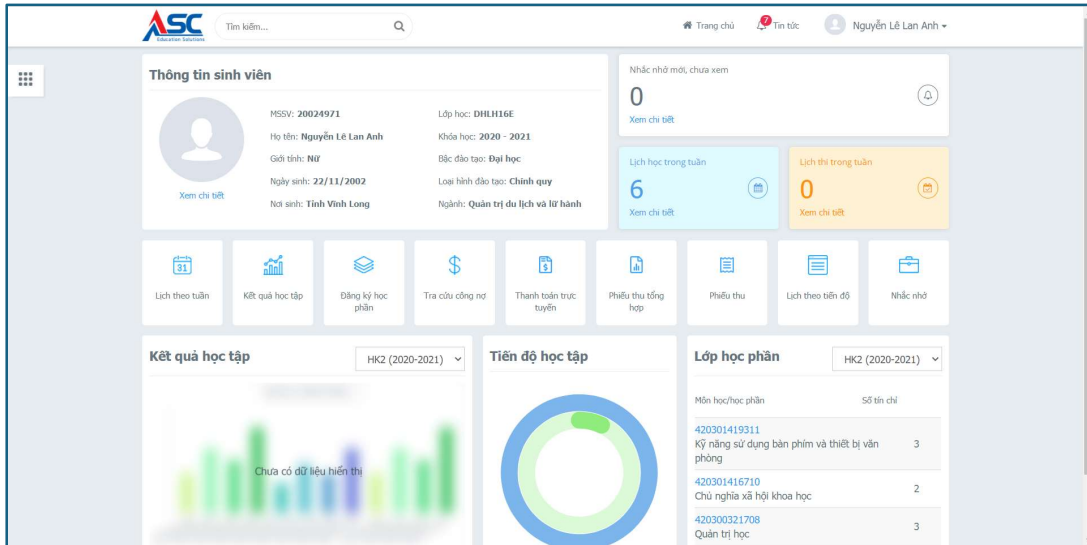 ASC
Education Solutions
Tìm kiếm...
Trang chủ
7
Tin tức
Nguyễn Lê Lan Anh
Thông tin sinh viên
MSSV: 20024971
Họ tên: Nguyễn Lê Lan Anh
Giới tính: Nữ
Ngày sinh: 22/11/2002
Nơi sinh: Tỉnh Vĩnh Long
Lớp học: DHLH16E
Khóa học: 2020 - 2021
Bậc đào tạo: Đại học
Loại hình đào tạo: Chính quy
Ngành: Quản trị du lịch và lữ hành
Xem chi tiết
Nhắc nhở mới, chưa xem
0
Xem chi tiết
Lịch học trong tuần
6
Xem chi tiết
Lịch thi trong tuần
0
Xem chi tiết
31
Lịch theo tuần
Kết quả học tập
Đăng ký học
phần
Tra cứu công nợ
Thanh toán trực
tuyến
Phiếu thu tổng
hợp
Phiếu thu
Lịch theo tiến độ
Nhắc nhở
Kết quả học tập
HK2 (2020-2021)
Chưa có dữ liệu hiển thị
Tiến độ học tập
Lớp học phần
HK2 (2020-2021)
Môn học/học phần Số tín chỉ
420301419311
Kỹ năng sử dụng bàn phím và thiết bị văn
phòng
3
420301416710
Chủ nghĩa xã hội khoa học
2
420300321708
Quản trị học
3